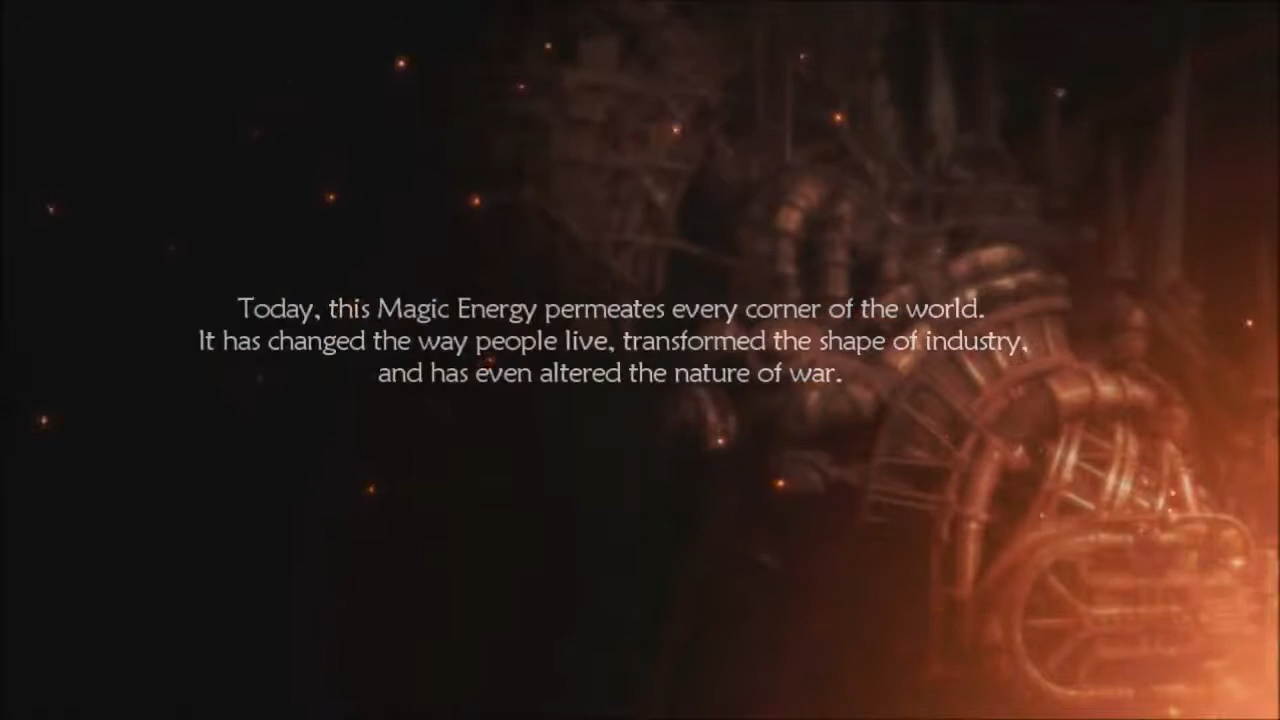 Today, this Magic Energy permeates every corner of the world.
It has changed the way people live, transformed the shape of industry,
and has even altered the nature of war.